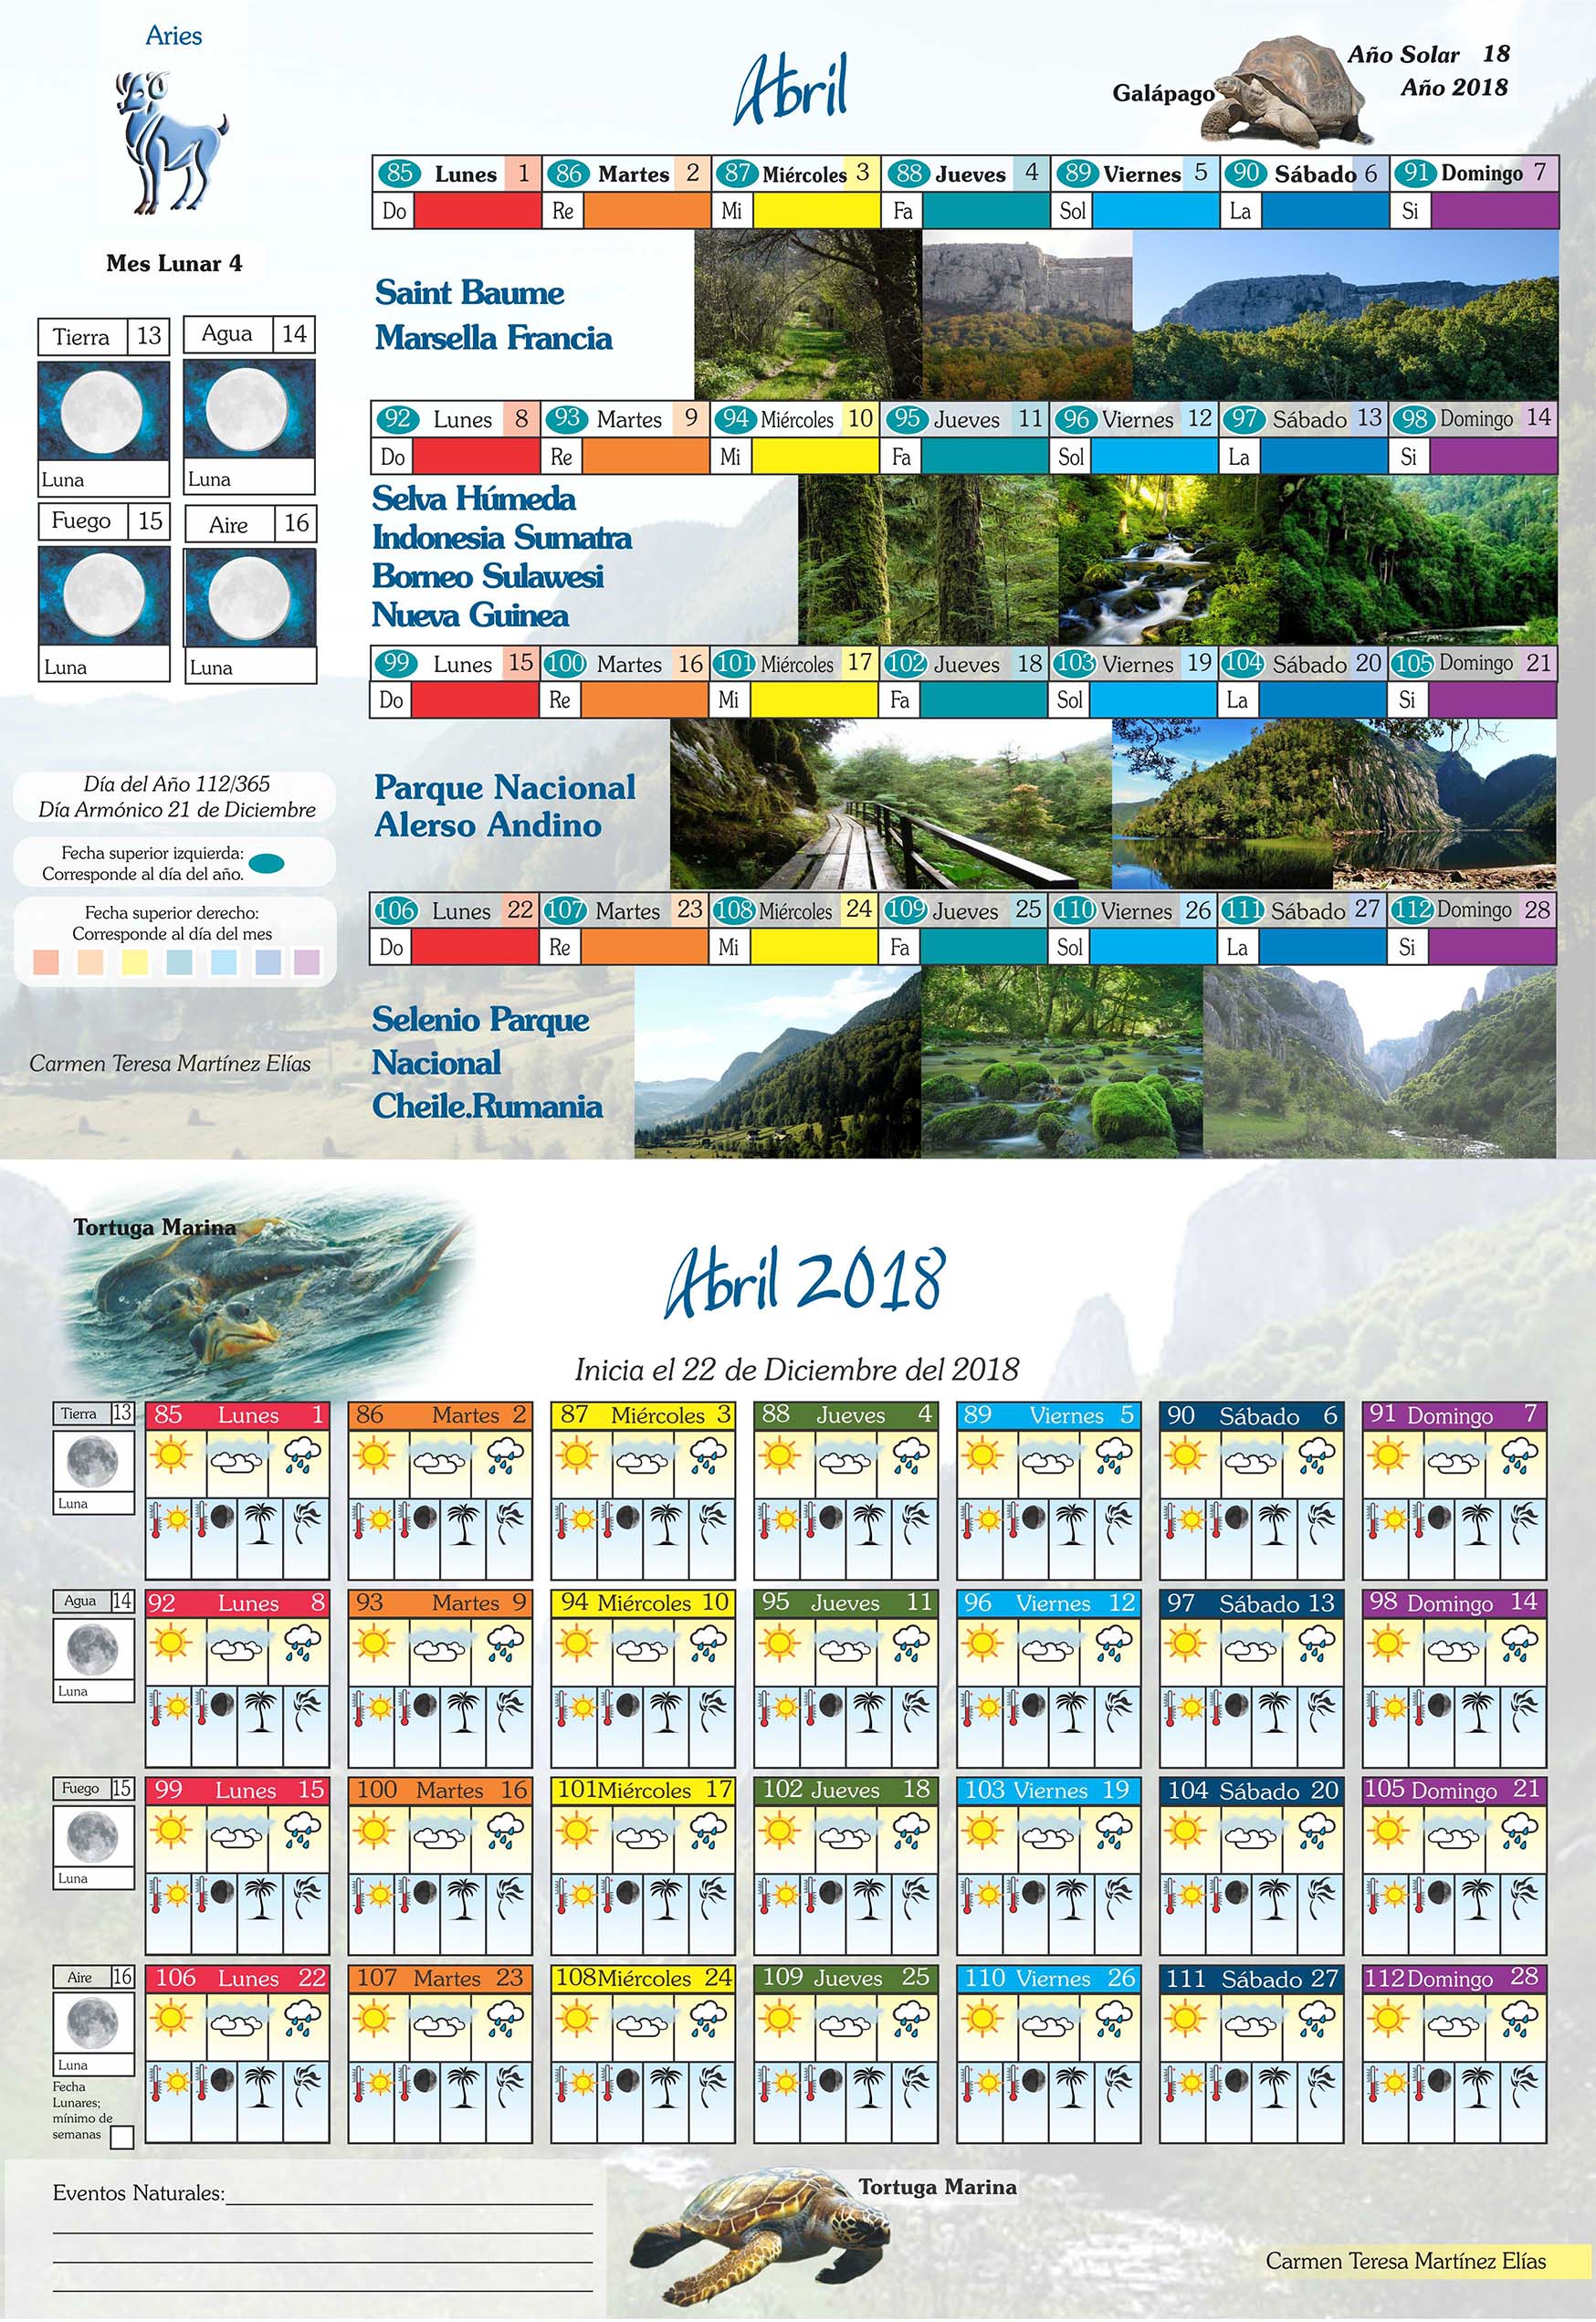 Aries
Abril
Galápago
Año Solar 18
Año 2018
Mes Lunar 4
Tierra 13 Agua 14
Luna Luna
Fuego 15 Aire 16
Luna Luna
85 Lunes 1 86 Martes 2 87 Miércoles 3 88 Jueves 4 89 Viernes 5 90 Sábado 6 91 Domingo 7
Do Re Mi Fa Sol La Si
Saint Baume
Marsella Francia
92 Lunes 8 93 Martes 9 94 Miércoles 10 95 Jueves 11 96 Viernes 12 97 Sábado 13 98 Domingo 14
Do Re Mi Fa Sol La Si
Selva Húmeda
Indonesia Sumatra
Borneo Sulawesi
Nueva Guinea
99 Lunes 15 100 Martes 16 101 Miércoles 17 102 Jueves 18 103 Viernes 19 104 Sábado 20 105 Domingo 21
Do Re Mi Fa Sol La Si
Parque Nacional
Alerso Andino
106 Lunes 22 107 Martes 23 108 Miércoles 24 109 Jueves 25 110 Viernes 26 111 Sábado 27 112 Domingo 28
Do Re Mi Fa Sol La Si
Selenio Parque
Nacional
Cheile.Rumania
Día del Año 112/365
Día Armónico 21 de Diciembre
Fecha superior izquierda:
Corresponde al día del año.
Fecha superior derecho:
Corresponde al día del mes
Carmen Teresa Martínez Elías
Tortuga Marina
Abril 2018
Inicia el 22 de Diciembre del 2018
Tierra 13 85 Lunes 1 86 Martes 2 87 Miércoles 3 88 Jueves 4 89 Viernes 5 90 Sábado 6 91 Domingo 7
Luna
Agua 14 92 Lunes 8 93 Martes 9 94 Miércoles 10 95 Jueves 11 96 Viernes 12 97 Sábado 13 98 Domingo 14
Luna
Fuego 15 99 Lunes 15 100 Martes 16 101 Miércoles 17 102 Jueves 18 103 Viernes 19 104 Sábado 20 105 Domingo 21
Luna
Aire 16 106 Lunes 22 107 Martes 23 108 Miércoles 24 109 Jueves 25 110 Viernes 26 111 Sábado 27 112 Domingo 28
Luna
Fecha
Lunares;
mínimo de
semanas
Eventos Naturales:
Tortuga Marina
Carmen Teresa Martínez Elías